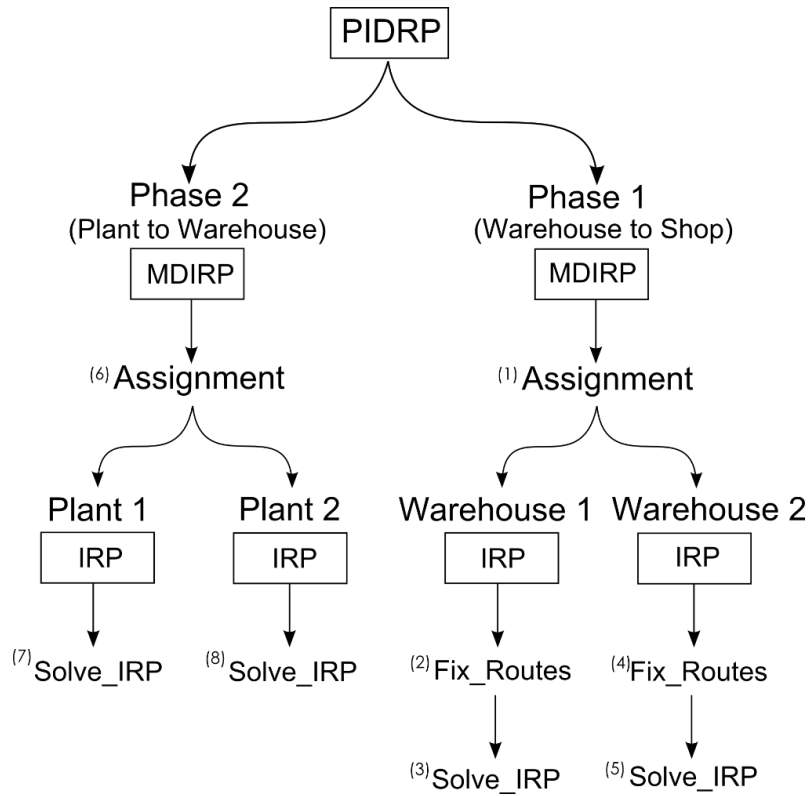 PIDRP
Phase 2
(Plant to Warehouse)
MDIRP
(6) Assignment
Plant 1
IRP
(7) Solve_IRP
Plant 2
IRP
(8) Solve_IRP
Phase 1
(Warehouse to Shop)
MDIRP
(1) Assignment
Warehouse 1
IRP
(2) Fix_Routes
(3) Solve_IRP
Warehouse 2
IRP
(4) Fix_Routes
(5) Solve_IRP